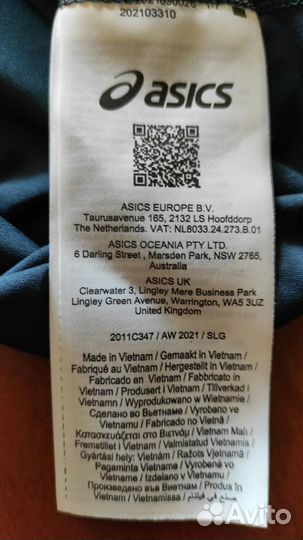 202103310
asics
ASICS EUROPE B.V.
Taurusavenue 165, 2132 LS Hoofddorp
The Netherlands. VAT: NL8033.24.273.B.01
ASICS OCEANIA PTY LTD.
6 Darling Street , Marsden Park, NSW 2765,
Australia
ASICS UK
Clearwater 3, Lingley Mere Business Park
Lingley Green Avenue, Warrington, WA5 3UZ
United Kingdom
2011C347 / AW 2021 / SLG
Made in Vietnam / Gemaakt in Vietnam /
Fabriqué au Vietnam / Hergestellt in Vietnam /
Fabricado en Vietnam / Fabbricato in
Vietnam / Produsert i Vietnam / Tillverkad i
Vietnam / Wyprodukowano w Wietnamie /
Сделано во Вьетнаме / Vyrobeno ve
Vietnamu / Fabricado no Vietnã /
Κατασκευάζεται στο Βιετνάμ / Vietnam Mali /
Fremstillet i Vietnam / Valmistatud Vietnamis /
Gyártási hely: Vietnám / Ražots Vjetnamā /
Pagaminta Vietname / Vyrobené vo
Vietname / Izdelano v Vietnamu /
Произведено във Виетнам / Produs în
Vietnam / Vietnamissa / صنع في فيتنام
Avito